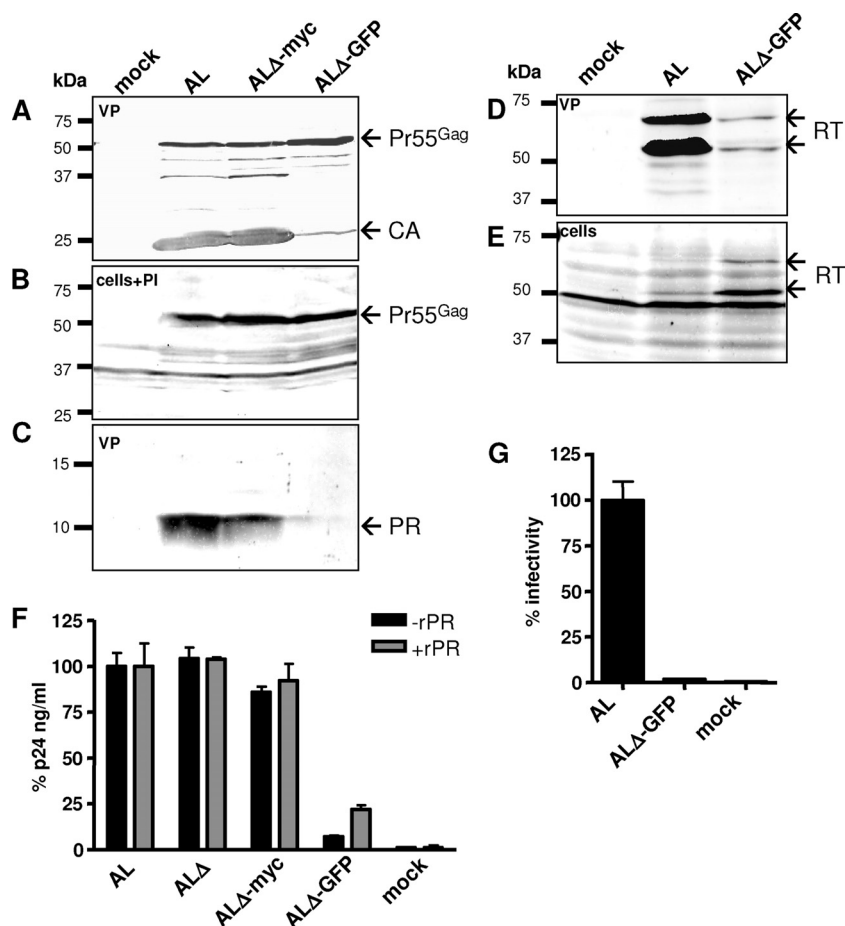 kDa mock AL ALΔ-myc ALΔ-GFP
A VP
75
50
37
25
Pr55Gag
CA
B cells+PI
75
50
37
25
Pr55Gag
C VP
15
10
PR
kDa mock AL ALΔ-GFP
D VP
75
50
37
RT
E cells
75
50
37
RT
F
% p24 ng/ml
125
100
75
50
25
0
-rPR
+rPR
AL ALΔ ALΔ-myc ALΔ-GFP mock
G
% infectivity
125
100
75
50
25
0
AL ALΔ-GFP mock